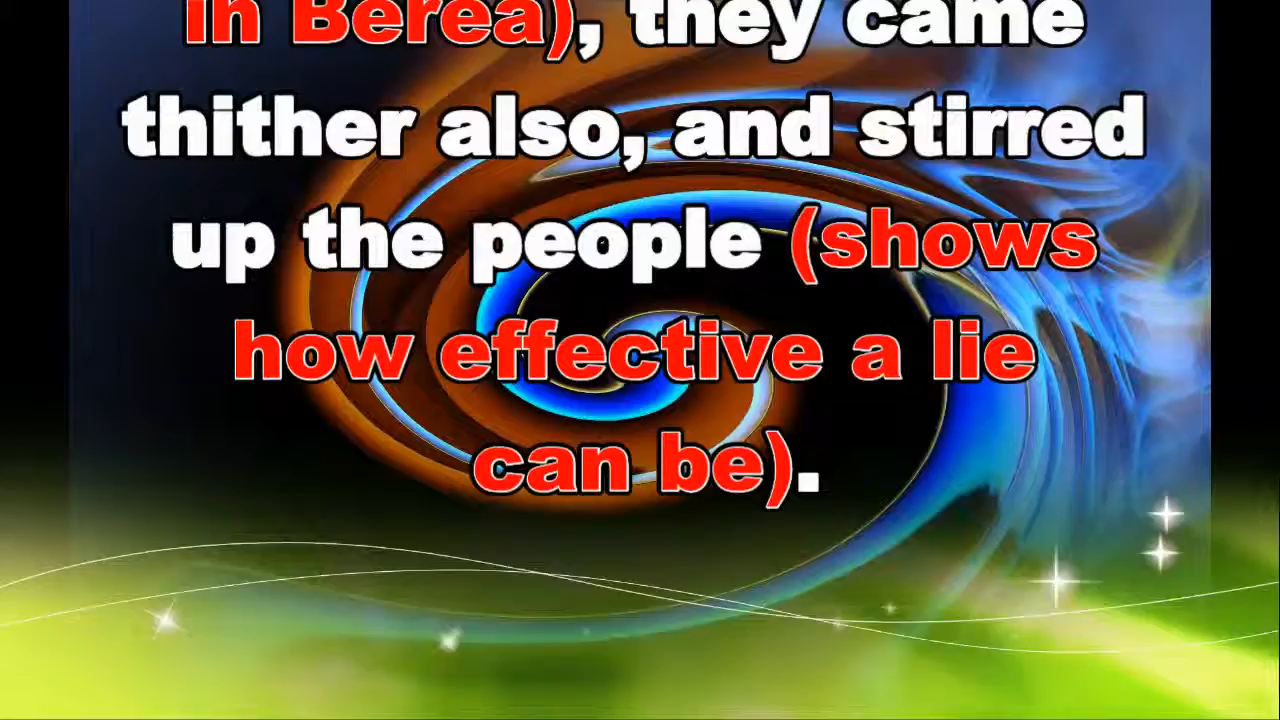 in Berea), they came
thither also, and stirred
up the people (shows
how effective a lie
can be).